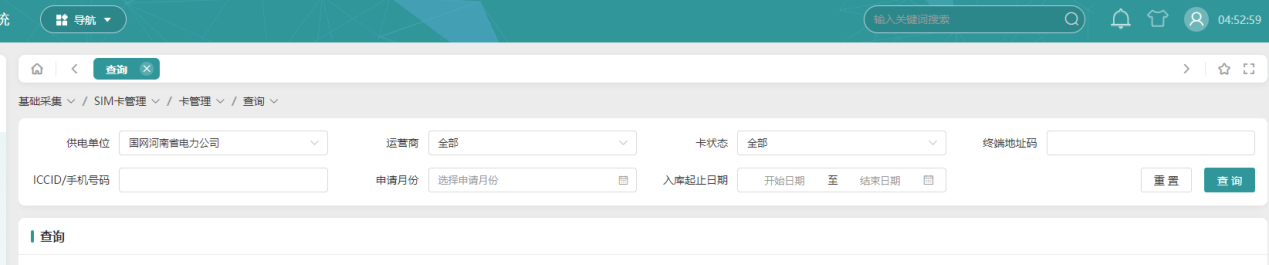 统 导航 输入关键词搜索 04:52:59
查询
基础采集 / SIM卡管理 / 卡管理 / 查询
供电单位 国网河南省电力公司 运营商 全部 卡状态 全部 终端地址码
ICCID/手机号码 申请月份 选择申请月份 入库起止日期 开始日期 至 结束日期 重置 查询
查询